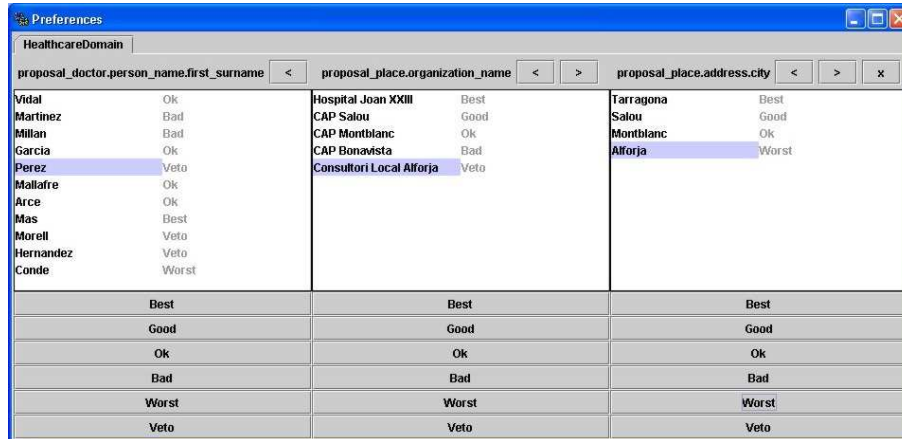 Preferences
HealthcareDomain
proposal_doctor.person_name.first_surname < proposal_place.organization_name < > proposal_place.address.city < > x
Vidal Ok Hospital Joan XXIII Best Tarragona Best
Martinez Bad CAP Salou Good Salou Good
Millan Bad CAP Montblanc Ok Montblanc Ok
Garcia Ok CAP Bonavista Bad Alforja Worst
Perez Veto Consultori Local Alforja Veto
Mallafre Ok
Arce Ok
Mas Best
Morell Veto
Hernandez Veto
Conde Worst
Best Best Best
Good Good Good
Ok Ok Ok
Bad Bad Bad
Worst Worst Worst
Veto Veto Veto